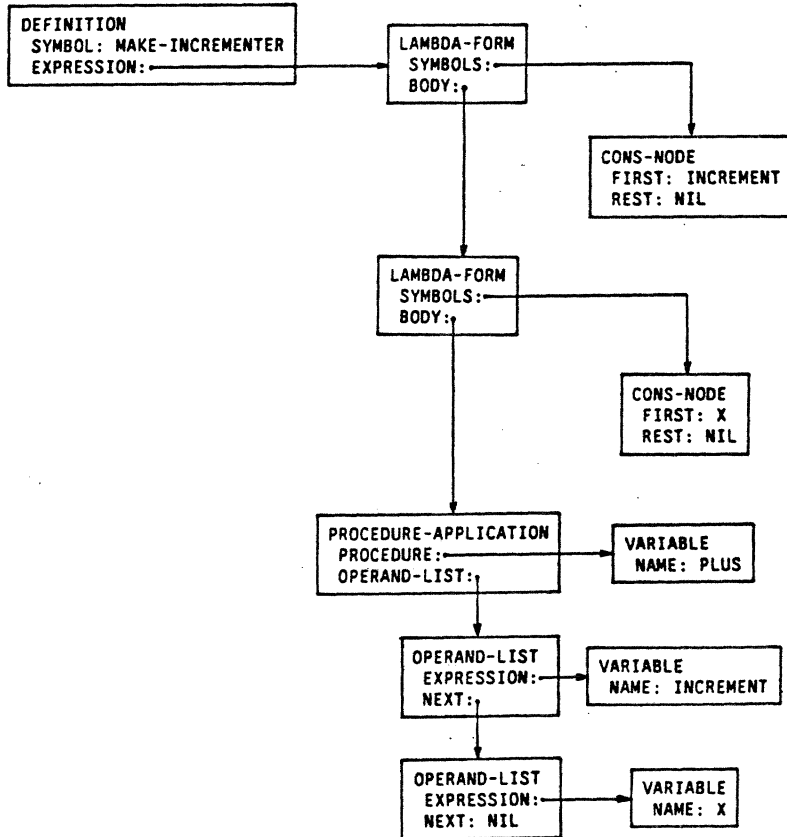 DEFINITION
SYMBOL: MAKE-INCREMENTER
EXPRESSION:
LAMBDA-FORM
SYMBOLS:
BODY:
CONS-NODE
FIRST: INCREMENT
REST: NIL
LAMBDA-FORM
SYMBOLS:
BODY:
CONS-NODE
FIRST: X
REST: NIL
PROCEDURE-APPLICATION
PROCEDURE:
OPERAND-LIST:
VARIABLE
NAME: PLUS
OPERAND-LIST
EXPRESSION:
NEXT:
VARIABLE
NAME: INCREMENT
OPERAND-LIST
EXPRESSION:
NEXT: NIL
VARIABLE
NAME: X